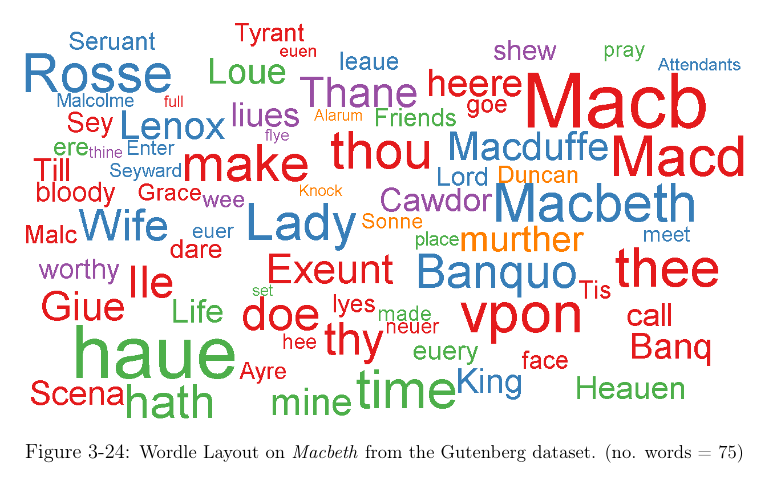 Seruant Tyrant euen leaue shew pray Attendants
Rosse Loue Thane heere Macb
Malcolme full liues Alarum Friends goe
Sey Lenox flye
ere thine Enter make thou Macduffe Macd
Till Seyward Lord Duncan
bloody Grace wee Knock Cawdor Macbeth
Malc Wife euer Lady Sonne place murther meet
dare
worthy Ile Exeunt Banquo Tis thee
Giue Life set doe lyes made vpon call
haue hee thy neuer Banq
Ayre euery face
Scena hath mine time King Heauen
Figure 3-24: Wordle Layout on Macbeth from the Gutenberg dataset. (no. words = 75)